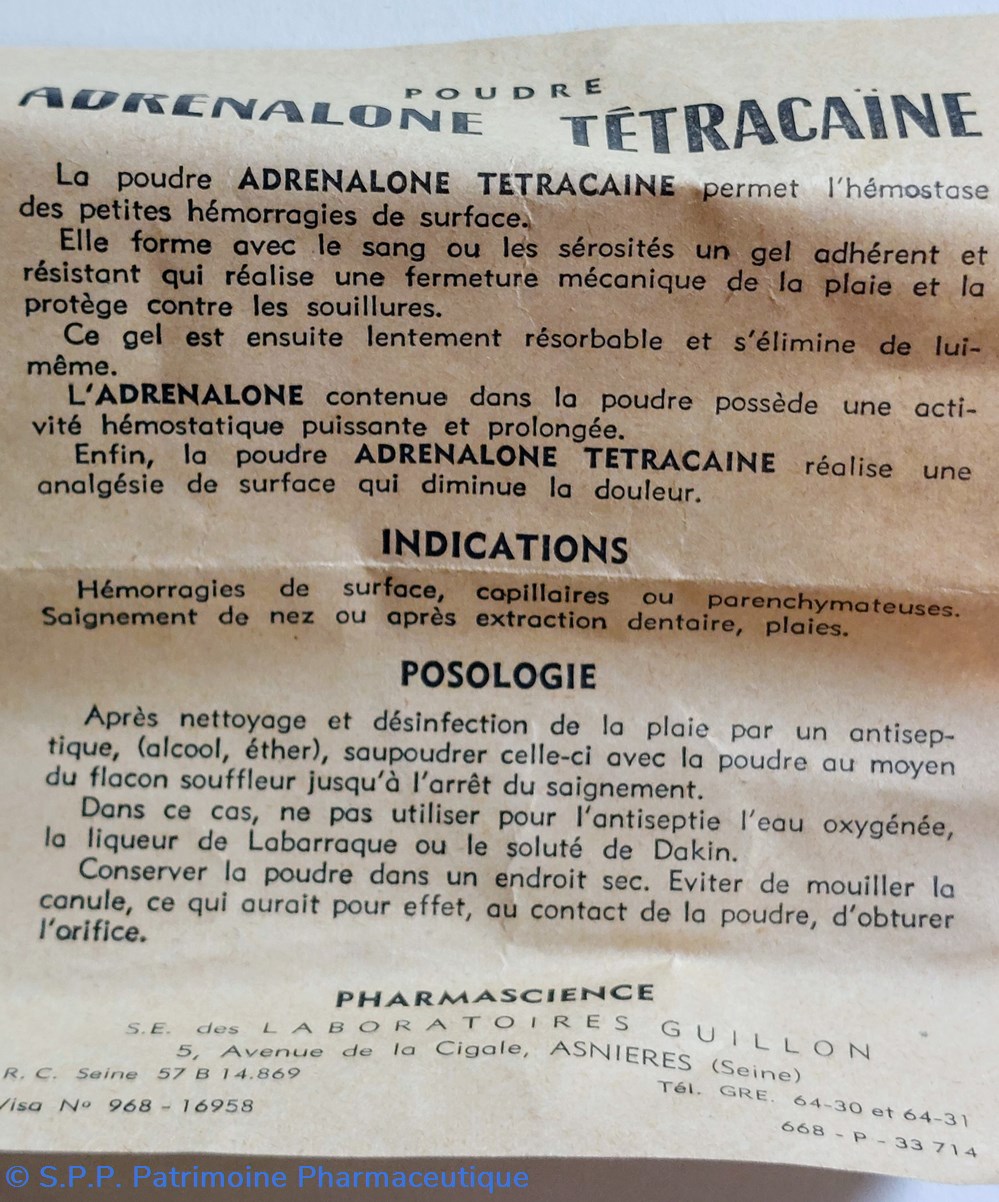 POUDRE
ADRENALONE TÉTRACAÏNE
La poudre ADRENALONE TETRACAINE permet l'hémostase
des petites hémorragies de surface.
Elle forme avec le sang ou les sérosités un gel adhérent et
résistant qui réalise une fermeture mécanique de la plaie et la
protège contre les souillures.
Ce gel est ensuite lentement résorbable et s'élimine de lui-
même.
L'ADRENALONE contenue dans la poudre possède une acti-
vité hémostatique puissante et prolongée.
Enfin, la poudre ADRENALONE TETRACAINE réalise une
analgésie de surface qui diminue la douleur.
INDICATIONS
Hémorragies de surface, capillaires ou parenchymateuses.
Saignement de nez ou après extraction dentaire, plaies.
POSOLOGIE
Après nettoyage et désinfection de la plaie par un antisep-
tique, (alcool, éther), saupoudrer celle-ci avec la poudre au moyen
du flacon souffleur jusqu'à l'arrêt du saignement.
Dans ce cas, ne pas utiliser pour l'antiseptie l'eau oxygénée,
la liqueur de Labarraque ou le soluté de Dakin.
Conserver la poudre dans un endroit sec. Eviter de mouiller la
canule, ce qui aurait pour effet, au contact de la poudre, d'obturer
l'orifice.
PHARMASCIENCE
S.E. des LABORATOIRES GUILLON
5, Avenue de la Cigale, ASNIERES (Seine)
R. C. Seine 57 B 14.869
Tél. GRE. 64-30 et 64-31
Visa Nº 968 - 16958
668 - P - 33 714
© S.P.P. Patrimoine Pharmaceutique